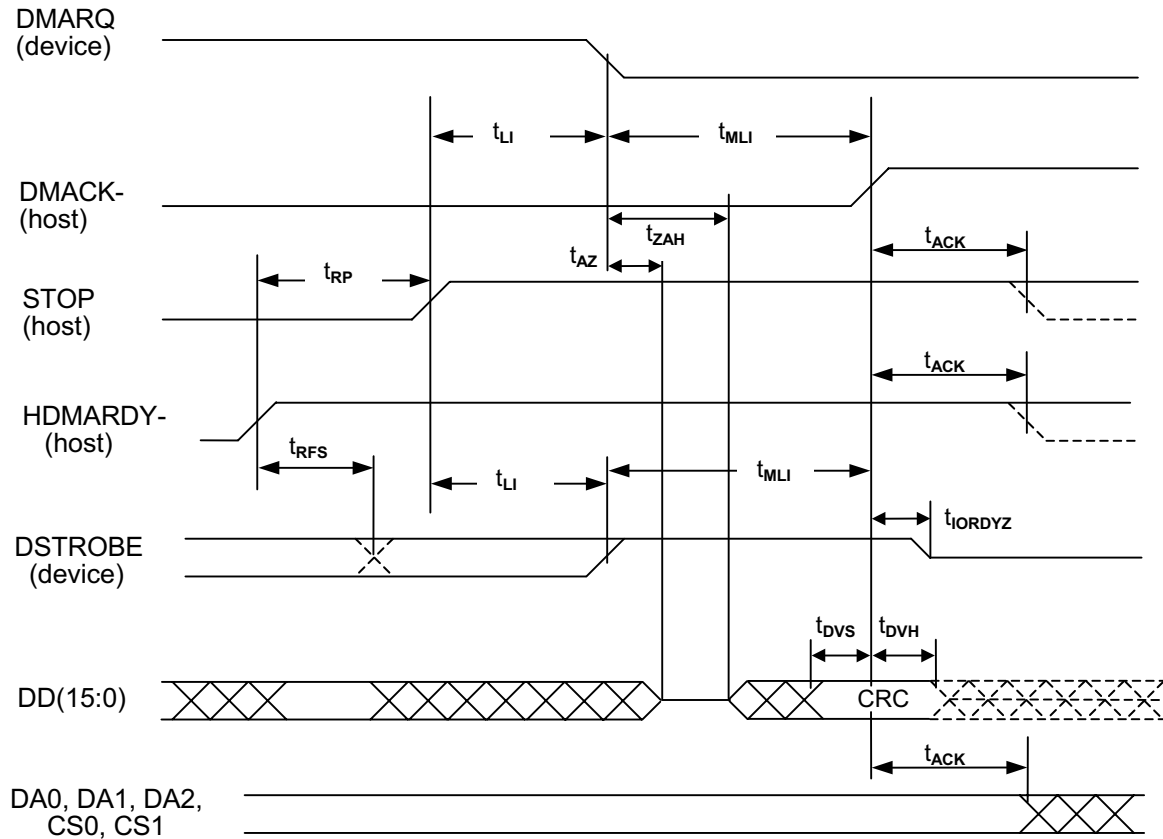 DMARQ
(device)
tLI
tMLI
DMACK-
(host)
tZAH
tACK
tAZ
tRP
STOP
(host)
tACK
HDMARDY-
(host)
tRFS
tLI
tMLI
tIORDYZ
DSTROBE
(device)
tDVS
tDVH
DD(15:0)
CRC
tACK
DA0, DA1, DA2,
CS0, CS1